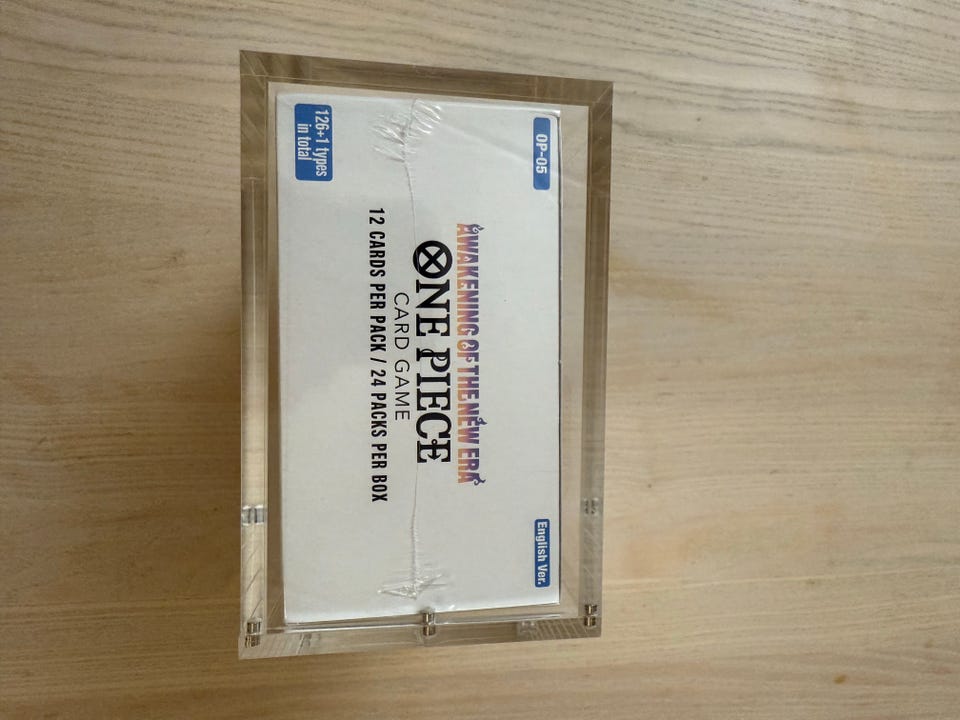 OP-05
English Ver.
AWAKENING OF THE NEW ERA
ONE PIECE
CARD GAME
12 CARDS PER PACK / 24 PACKS PER BOX
126+1 types
in total